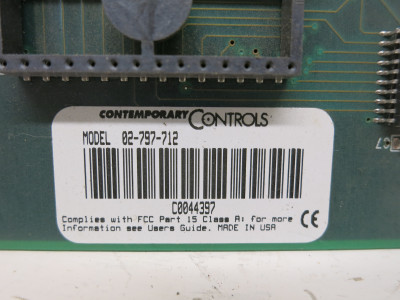 CONTEMPORARY CONTROLS
MODEL 02-797-712
C0044397
Complies with FCC Part 15 Class A: for more
Information see Users Guide. MADE IN USA
CE